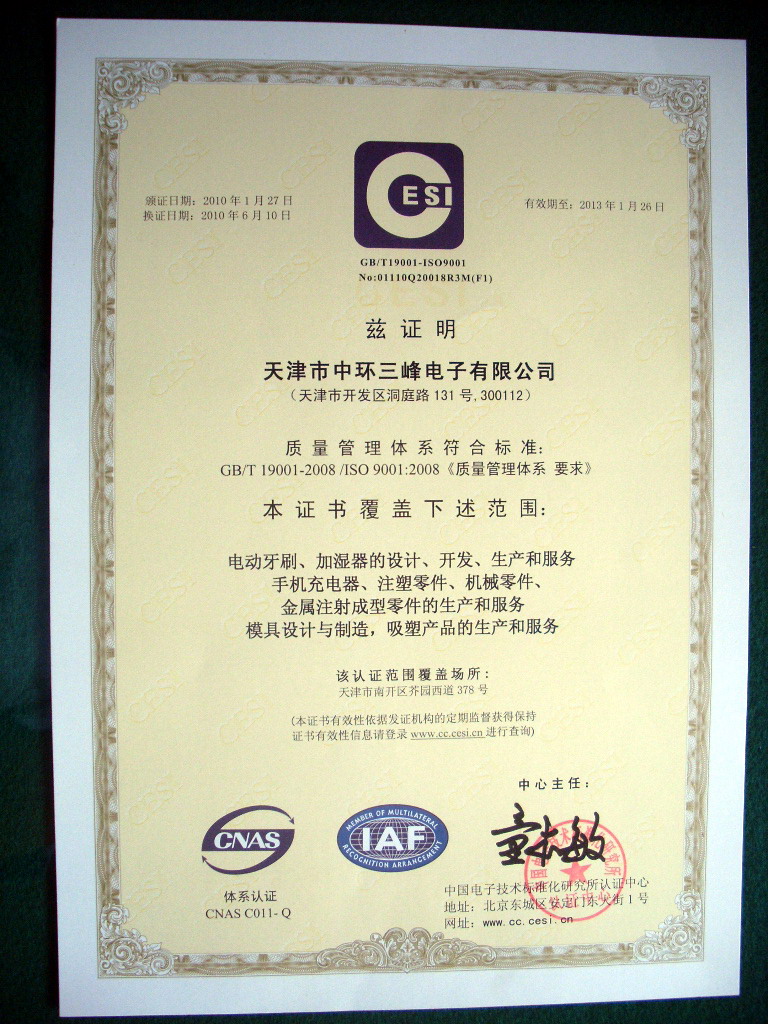 颁证日期：2010 年 1 月 27 日
换证日期：2010 年 6 月 10 日
CESI
有效期至：2013 年 1 月 26 日
GB/T19001-ISO9001
No:01110Q20018R3M(F1)
兹 证 明
天津市中环三峰电子有限公司
（天津市开发区洞庭路 131 号,300112）
质 量 管 理 体 系 符 合 标 准：
GB/T 19001-2008 /ISO 9001:2008《质量管理体系 要求》
本 证 书 覆 盖 下 述 范 围：
电动牙刷、加湿器的设计、开发、生产和服务
手机充电器、注塑零件、机械零件、
金属注射成型零件的生产和服务
模具设计与制造，吸塑产品的生产和服务
该认证范围覆盖场所：
天津市南开区芥园西道 378 号
(本证书有效性依据发证机构的定期监督获得保持
证书有效性信息请登录 www.cc.cesi.cn 进行查询)
中心主任：
CNAS
MEMBER OF MULTILATERAL
IAF
RECOGNITION ARRANGEMENT
体系认证
CNAS C011- Q
中国电子技术标准化研究所认证中心
地址：北京东城区安定门东大街 1 号
网址：www.cc.cesi.cn